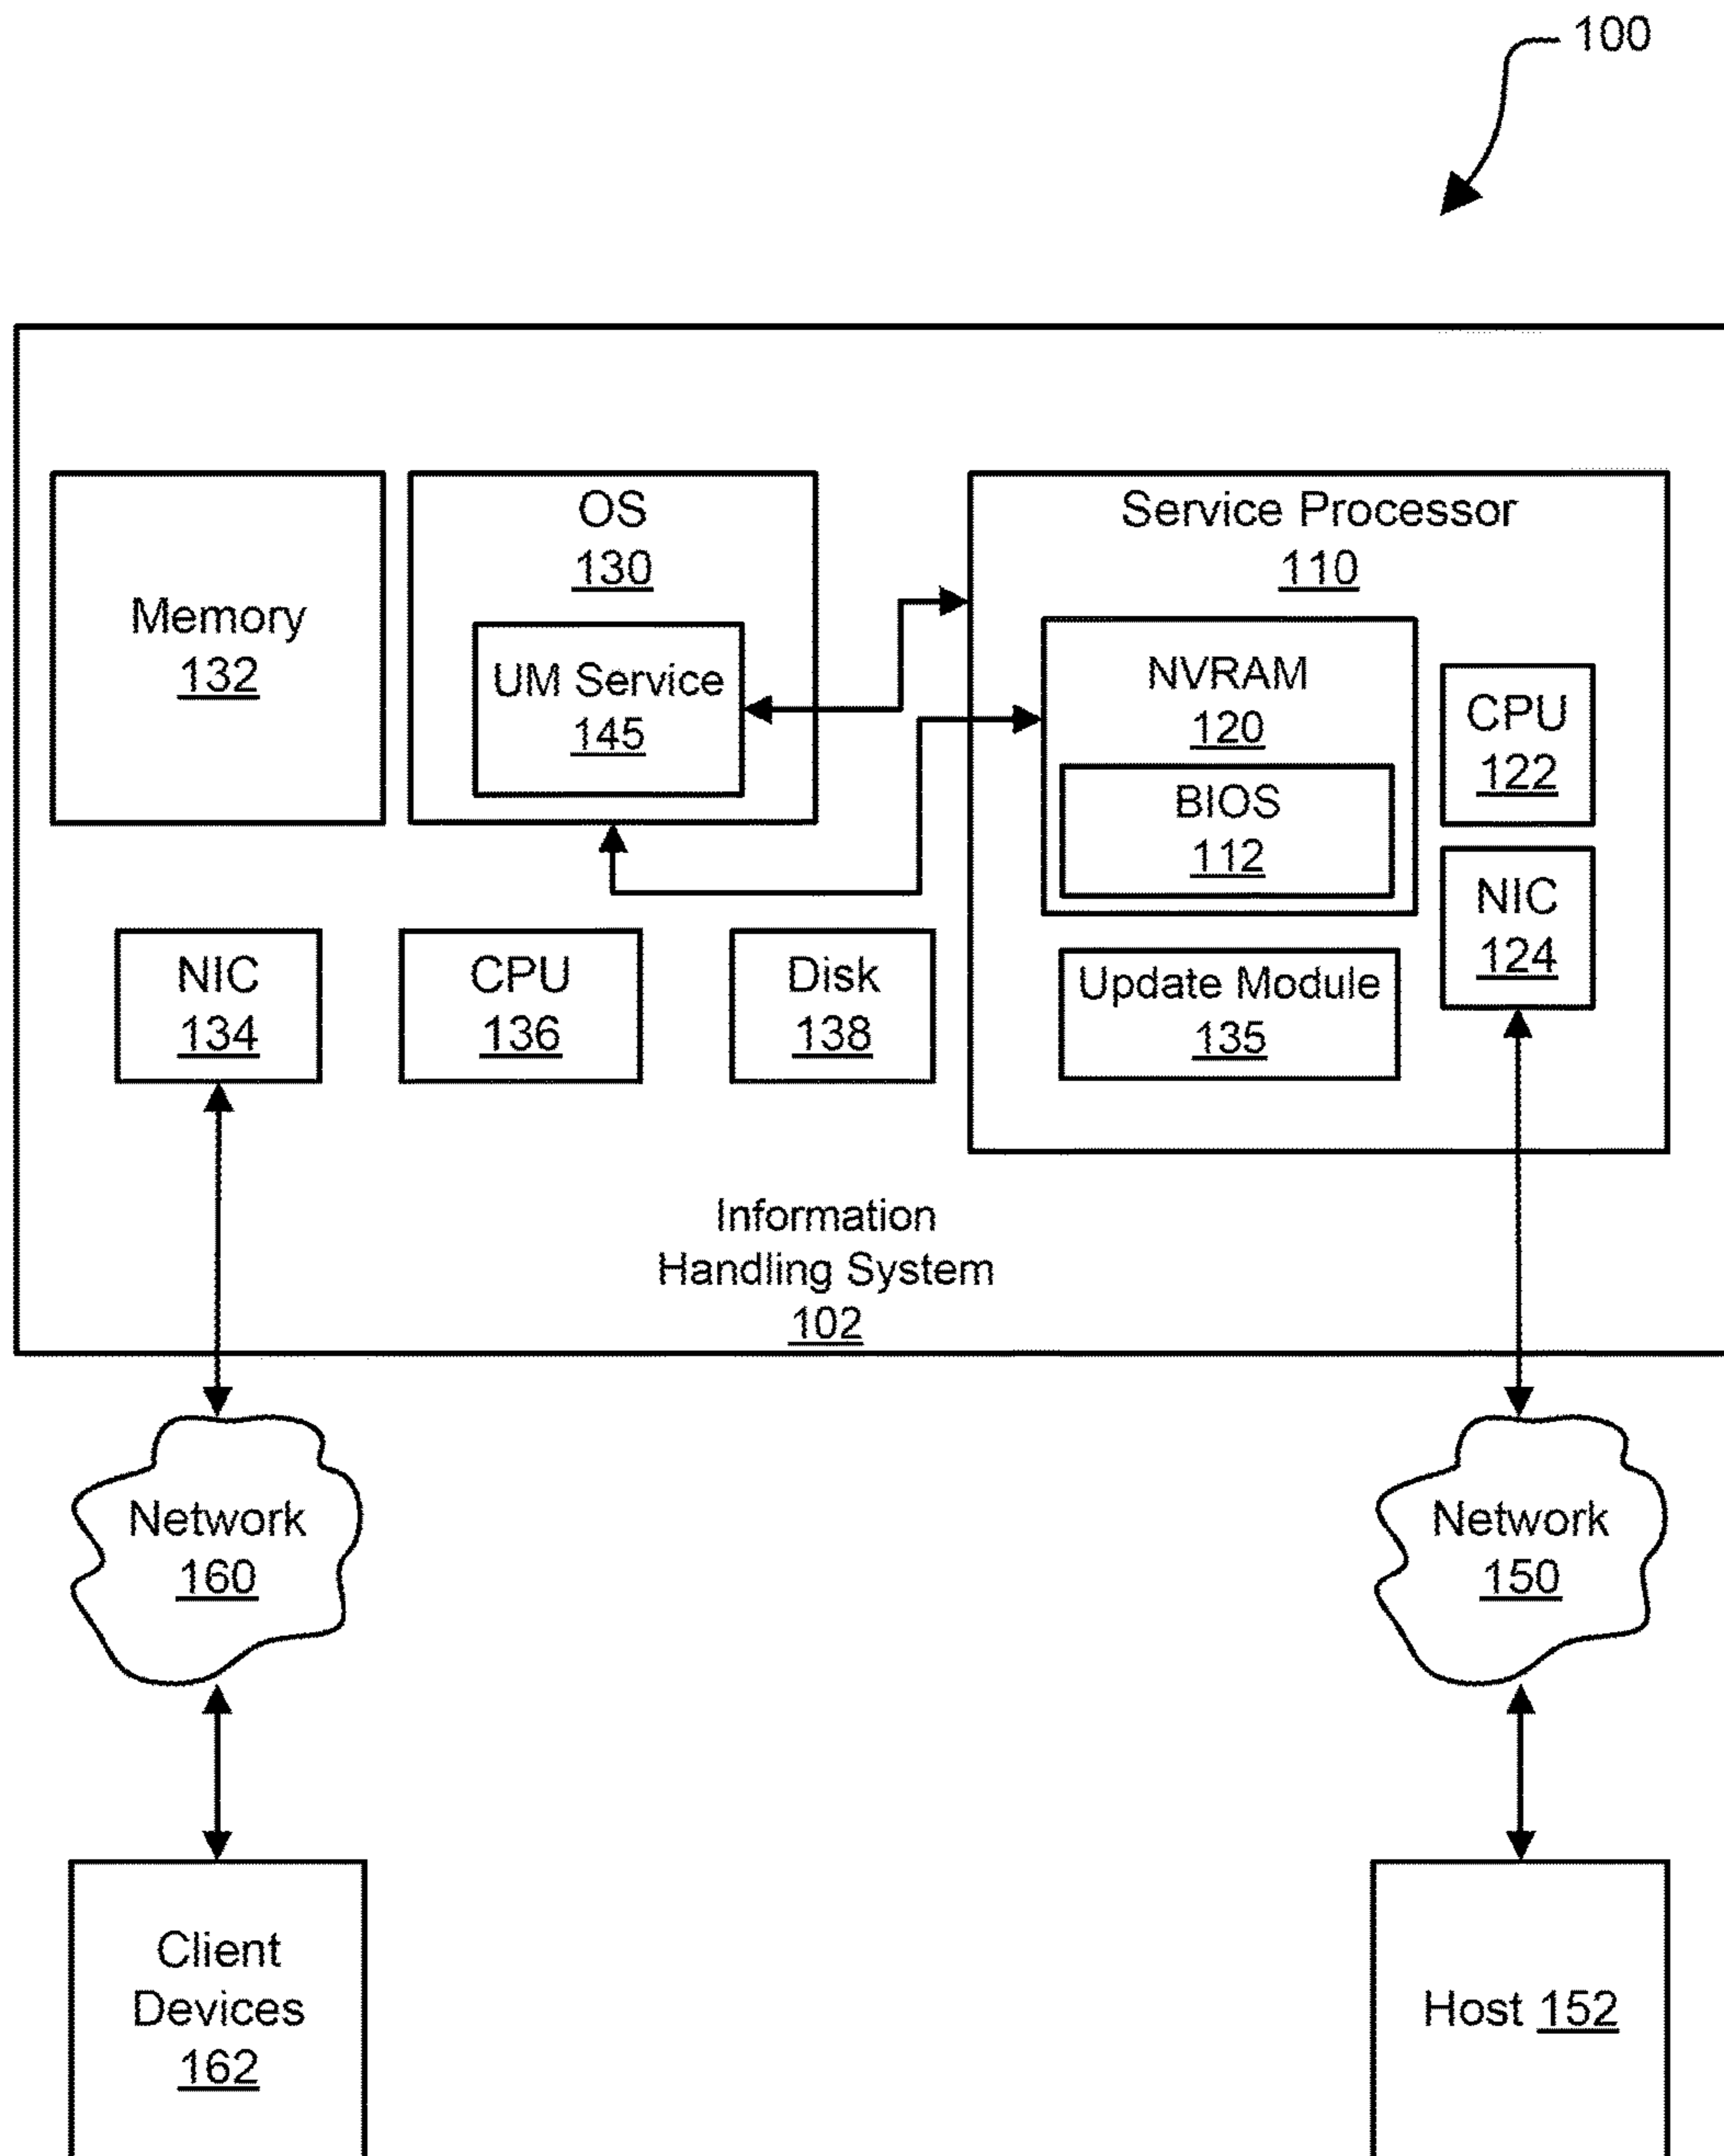 100
Memory
132
OS
130
UM Service
145
Service Processor
110
NVRAM
120
BIOS
112
CPU
122
NIC
124
Update Module
135
NIC
134
CPU
136
Disk
138
Information
Handling System
102
Network
160
Network
150
Client
Devices
162
Host 152